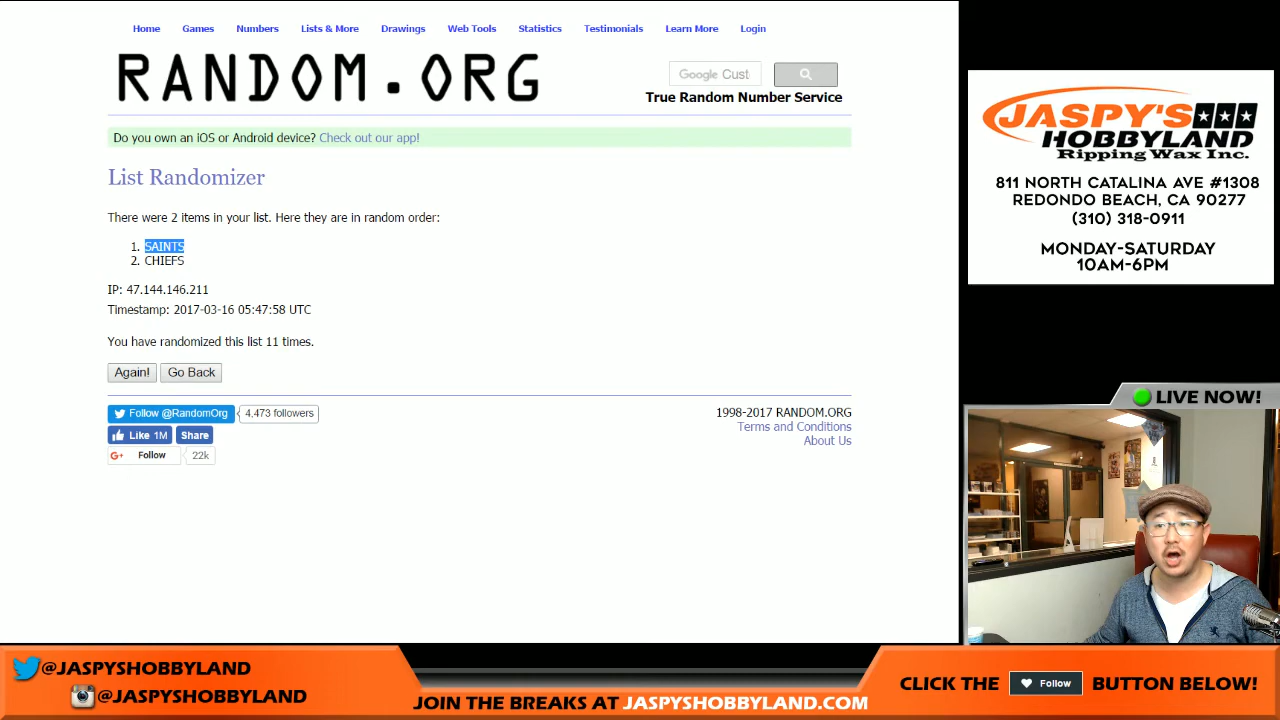 Home Games Numbers Lists & More Drawings Web Tools Statistics Testimonials Learn More Login
RANDOM.ORG
Google Cust
True Random Number Service
Do you own an iOS or Android device? Check out our app!
List Randomizer
There were 2 items in your list. Here they are in random order:
1. SAINTS
2. CHIEFS
IP: 47.144.146.211
Timestamp: 2017-03-16 05:47:58 UTC
You have randomized this list 11 times.
Again! Go Back
Follow @RandomOrg 4,473 followers
Like 1M Share
Follow 22k
1998-2017 RANDOM.ORG
Terms and Conditions
About Us
JASPY'S
HOBBYLAND
Ripping Wax Inc.
811 NORTH CATALINA AVE #1308
REDONDO BEACH, CA 90277
(310) 318-0911
MONDAY-SATURDAY
10AM-6PM
LIVE NOW!
@JASPYSHOBBYLAND
@JASPYSHOBBYLAND
JOIN THE BREAKS AT JASPYSHOBBYLAND.COM
CLICK THE Follow BUTTON BELOW!